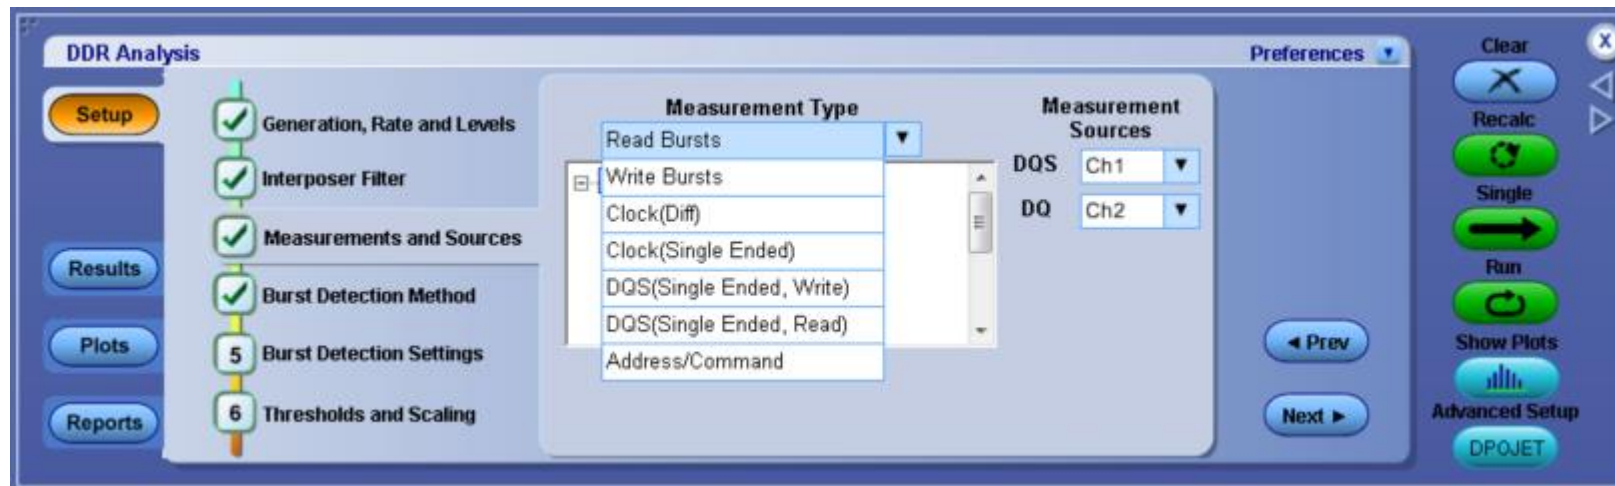 DDR Analysis
Preferences
Setup
Results
Plots
Reports
Generation, Rate and Levels
Interposer Filter
Measurements and Sources
Burst Detection Method
5 Burst Detection Settings
6 Thresholds and Scaling
Measurement Type
Read Bursts
Write Bursts
Clock(Diff)
Clock(Single Ended)
DQS(Single Ended, Write)
DQS(Single Ended, Read)
Address/Command
Measurement
Sources
DQS Ch1
DQ Ch2
Prev
Next
Clear
X
Recalc
Single
Run
Show Plots
Advanced Setup
DPOJET